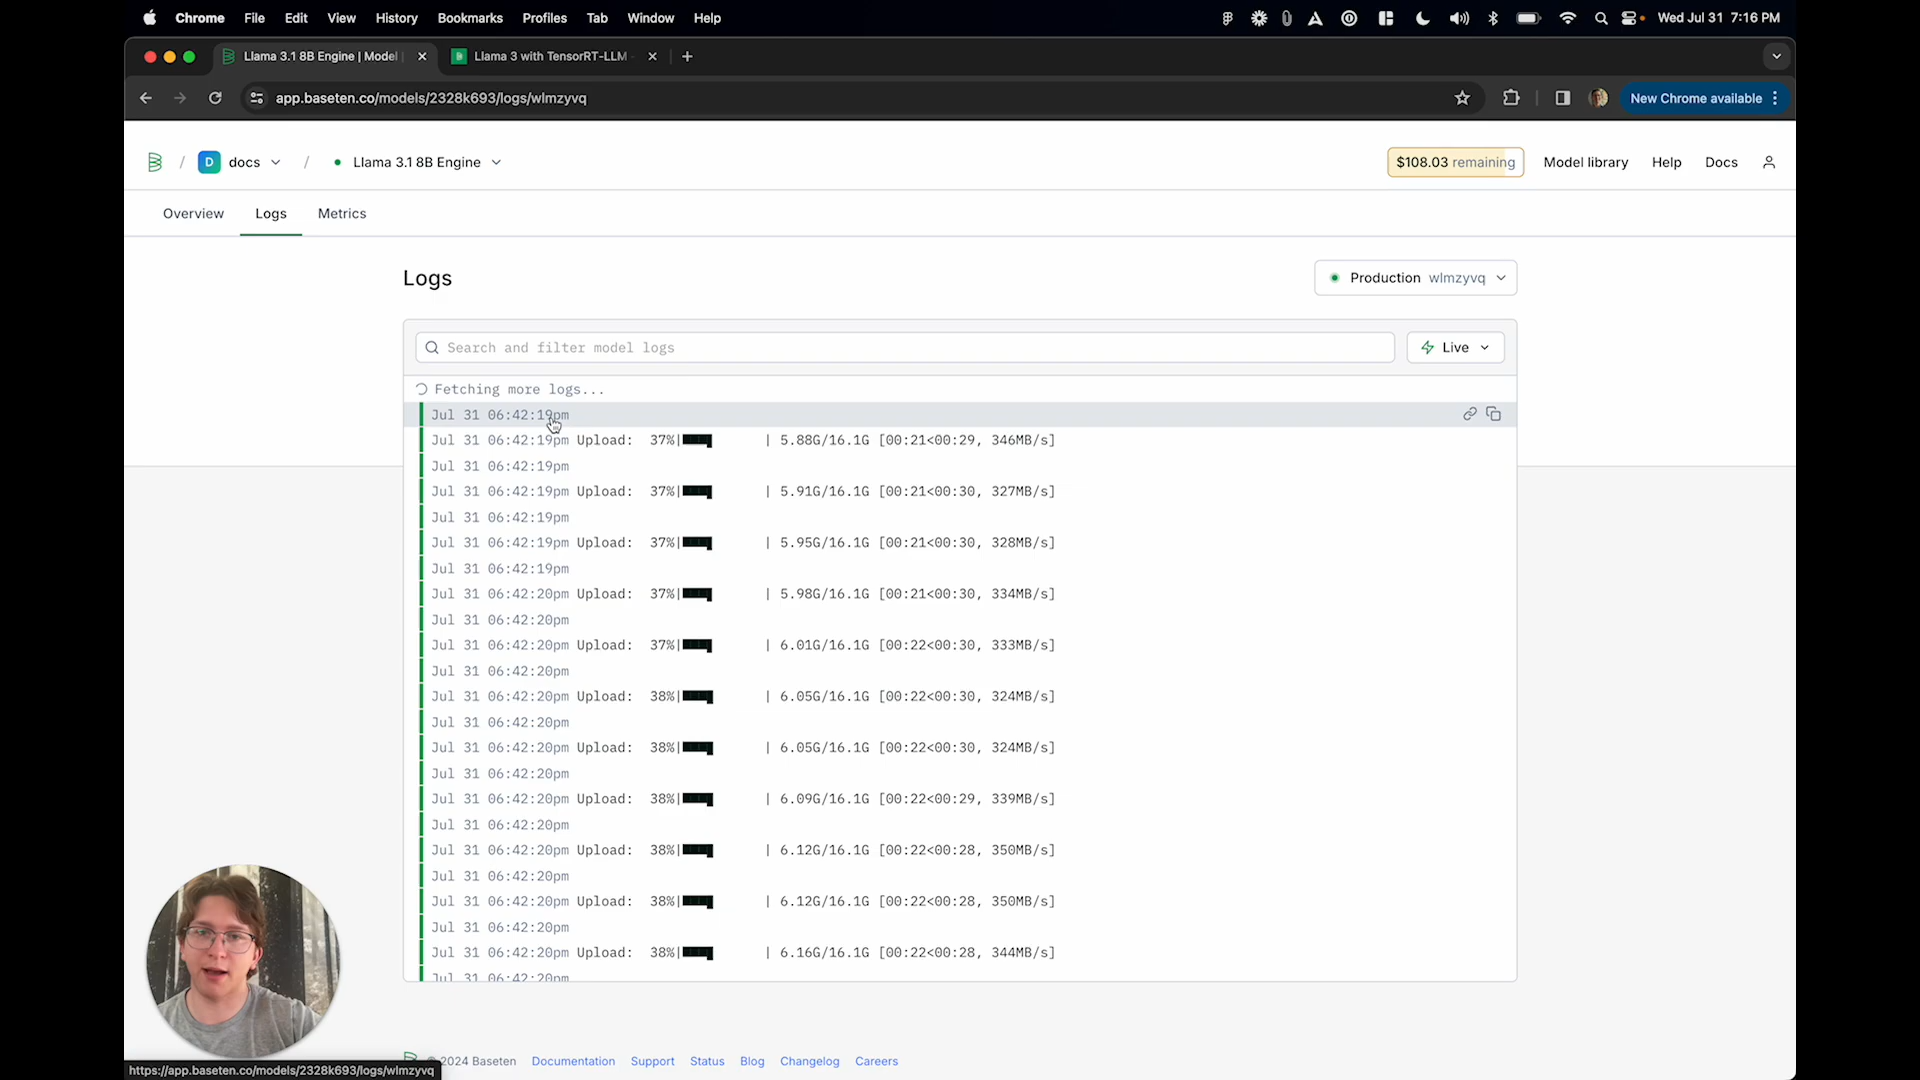 Chrome File Edit View History Bookmarks Profiles Tab Window Help Wed Jul 31 7:16 PM
Llama 3.1 8B Engine | Model Llama 3 with TensorRT-LLM
app.baseten.co/models/2328k693/logs/wlmzyvq New Chrome available
/ D docs / Llama 3.1 8B Engine $108.03 remaining Model library Help Docs
Overview Logs Metrics
Logs Production wlmzyvq
Search and filter model logs Live
Fetching more logs...
Jul 31 06:42:19pm
Jul 31 06:42:19pm Upload: 37%| | 5.88G/16.1G [00:21<00:29, 346MB/s]
Jul 31 06:42:19pm
Jul 31 06:42:19pm Upload: 37%| | 5.91G/16.1G [00:21<00:30, 327MB/s]
Jul 31 06:42:19pm
Jul 31 06:42:19pm Upload: 37%| | 5.95G/16.1G [00:21<00:30, 328MB/s]
Jul 31 06:42:19pm
Jul 31 06:42:20pm Upload: 37%| | 5.98G/16.1G [00:21<00:30, 334MB/s]
Jul 31 06:42:20pm
Jul 31 06:42:20pm Upload: 37%| | 6.01G/16.1G [00:22<00:30, 333MB/s]
Jul 31 06:42:20pm
Jul 31 06:42:20pm Upload: 38%| | 6.05G/16.1G [00:22<00:30, 324MB/s]
Jul 31 06:42:20pm
Jul 31 06:42:20pm Upload: 38%| | 6.05G/16.1G [00:22<00:30, 324MB/s]
Jul 31 06:42:20pm
Jul 31 06:42:20pm Upload: 38%| | 6.09G/16.1G [00:22<00:29, 339MB/s]
Jul 31 06:42:20pm
Jul 31 06:42:20pm Upload: 38%| | 6.12G/16.1G [00:22<00:28, 350MB/s]
Jul 31 06:42:20pm
Jul 31 06:42:20pm Upload: 38%| | 6.12G/16.1G [00:22<00:28, 350MB/s]
Jul 31 06:42:20pm
Jul 31 06:42:20pm Upload: 38%| | 6.16G/16.1G [00:22<00:28, 344MB/s]
Jul 31 06:42:20pm
© 2024 Baseten Documentation Support Status Blog Changelog Careers
https://app.baseten.co/models/2328k693/logs/wlmzyvq